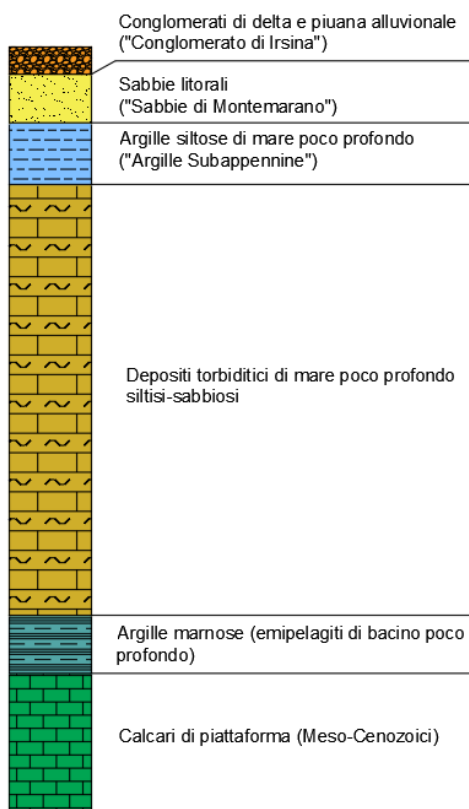 Conglomerati di delta e piuana alluvionale
("Conglomerato di Irsina")
Sabbie litorali
("Sabbie di Montemarano")
Argille siltose di mare poco profondo
("Argille Subappennine")
Depositi torbiditici di mare poco profondo
siltisi-sabbiosi
Argille marnose (emipelagiti di bacino poco
profondo)
Calcari di piattaforma (Meso-Cenozoici)